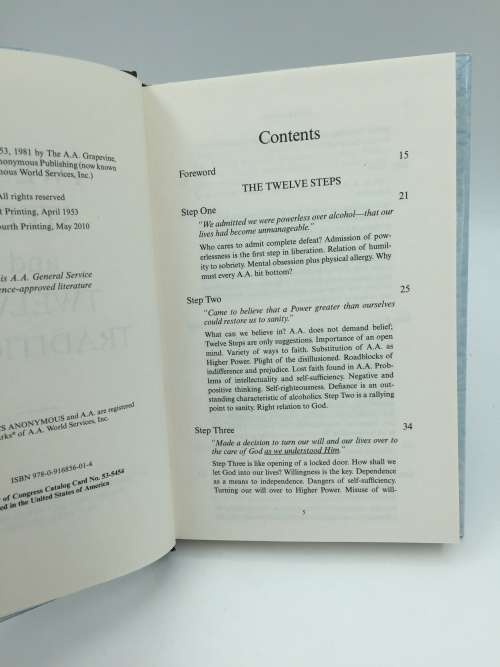 53, 1981 by The A.A. Grapevine,
nonymous Publishing (now known
mous World Services, Inc.)
All rights reserved
t Printing, April 1953
ourth Printing, May 2010
is A.A. General Service
ence-approved literature
S ANONYMOUS and A.A. are registered
arks® of A.A. World Services, Inc.
ISBN 978-0-916856-01-4
of Congress Catalog Card No. 53-5454
ed in the United States of America
Contents
Foreword 15
THE TWELVE STEPS
Step One 21
"We admitted we were powerless over alcohol—that our
lives had become unmanageable."
Who cares to admit complete defeat? Admission of pow-
erlessness is the first step in liberation. Relation of humil-
ity to sobriety. Mental obsession plus physical allergy. Why
must every A.A. hit bottom?
Step Two 25
"Came to believe that a Power greater than ourselves
could restore us to sanity."
What can we believe in? A.A. does not demand belief;
Twelve Steps are only suggestions. Importance of an open
mind. Variety of ways to faith. Substitution of A.A. as
Higher Power. Plight of the disillusioned. Roadblocks of
indifference and prejudice. Lost faith found in A.A. Prob-
lems of intellectuality and self-sufficiency. Negative and
positive thinking. Self-righteousness. Defiance is an out-
standing characteristic of alcoholics. Step Two is a rallying
point to sanity. Right relation to God.
Step Three 34
"Made a decision to turn our will and our lives over to
the care of God as we understood Him."
Step Three is like opening of a locked door. How shall we
let God into our lives? Willingness is the key. Dependence
as a means to independence. Dangers of self-sufficiency.
Turning our will over to Higher Power. Misuse of will-
5